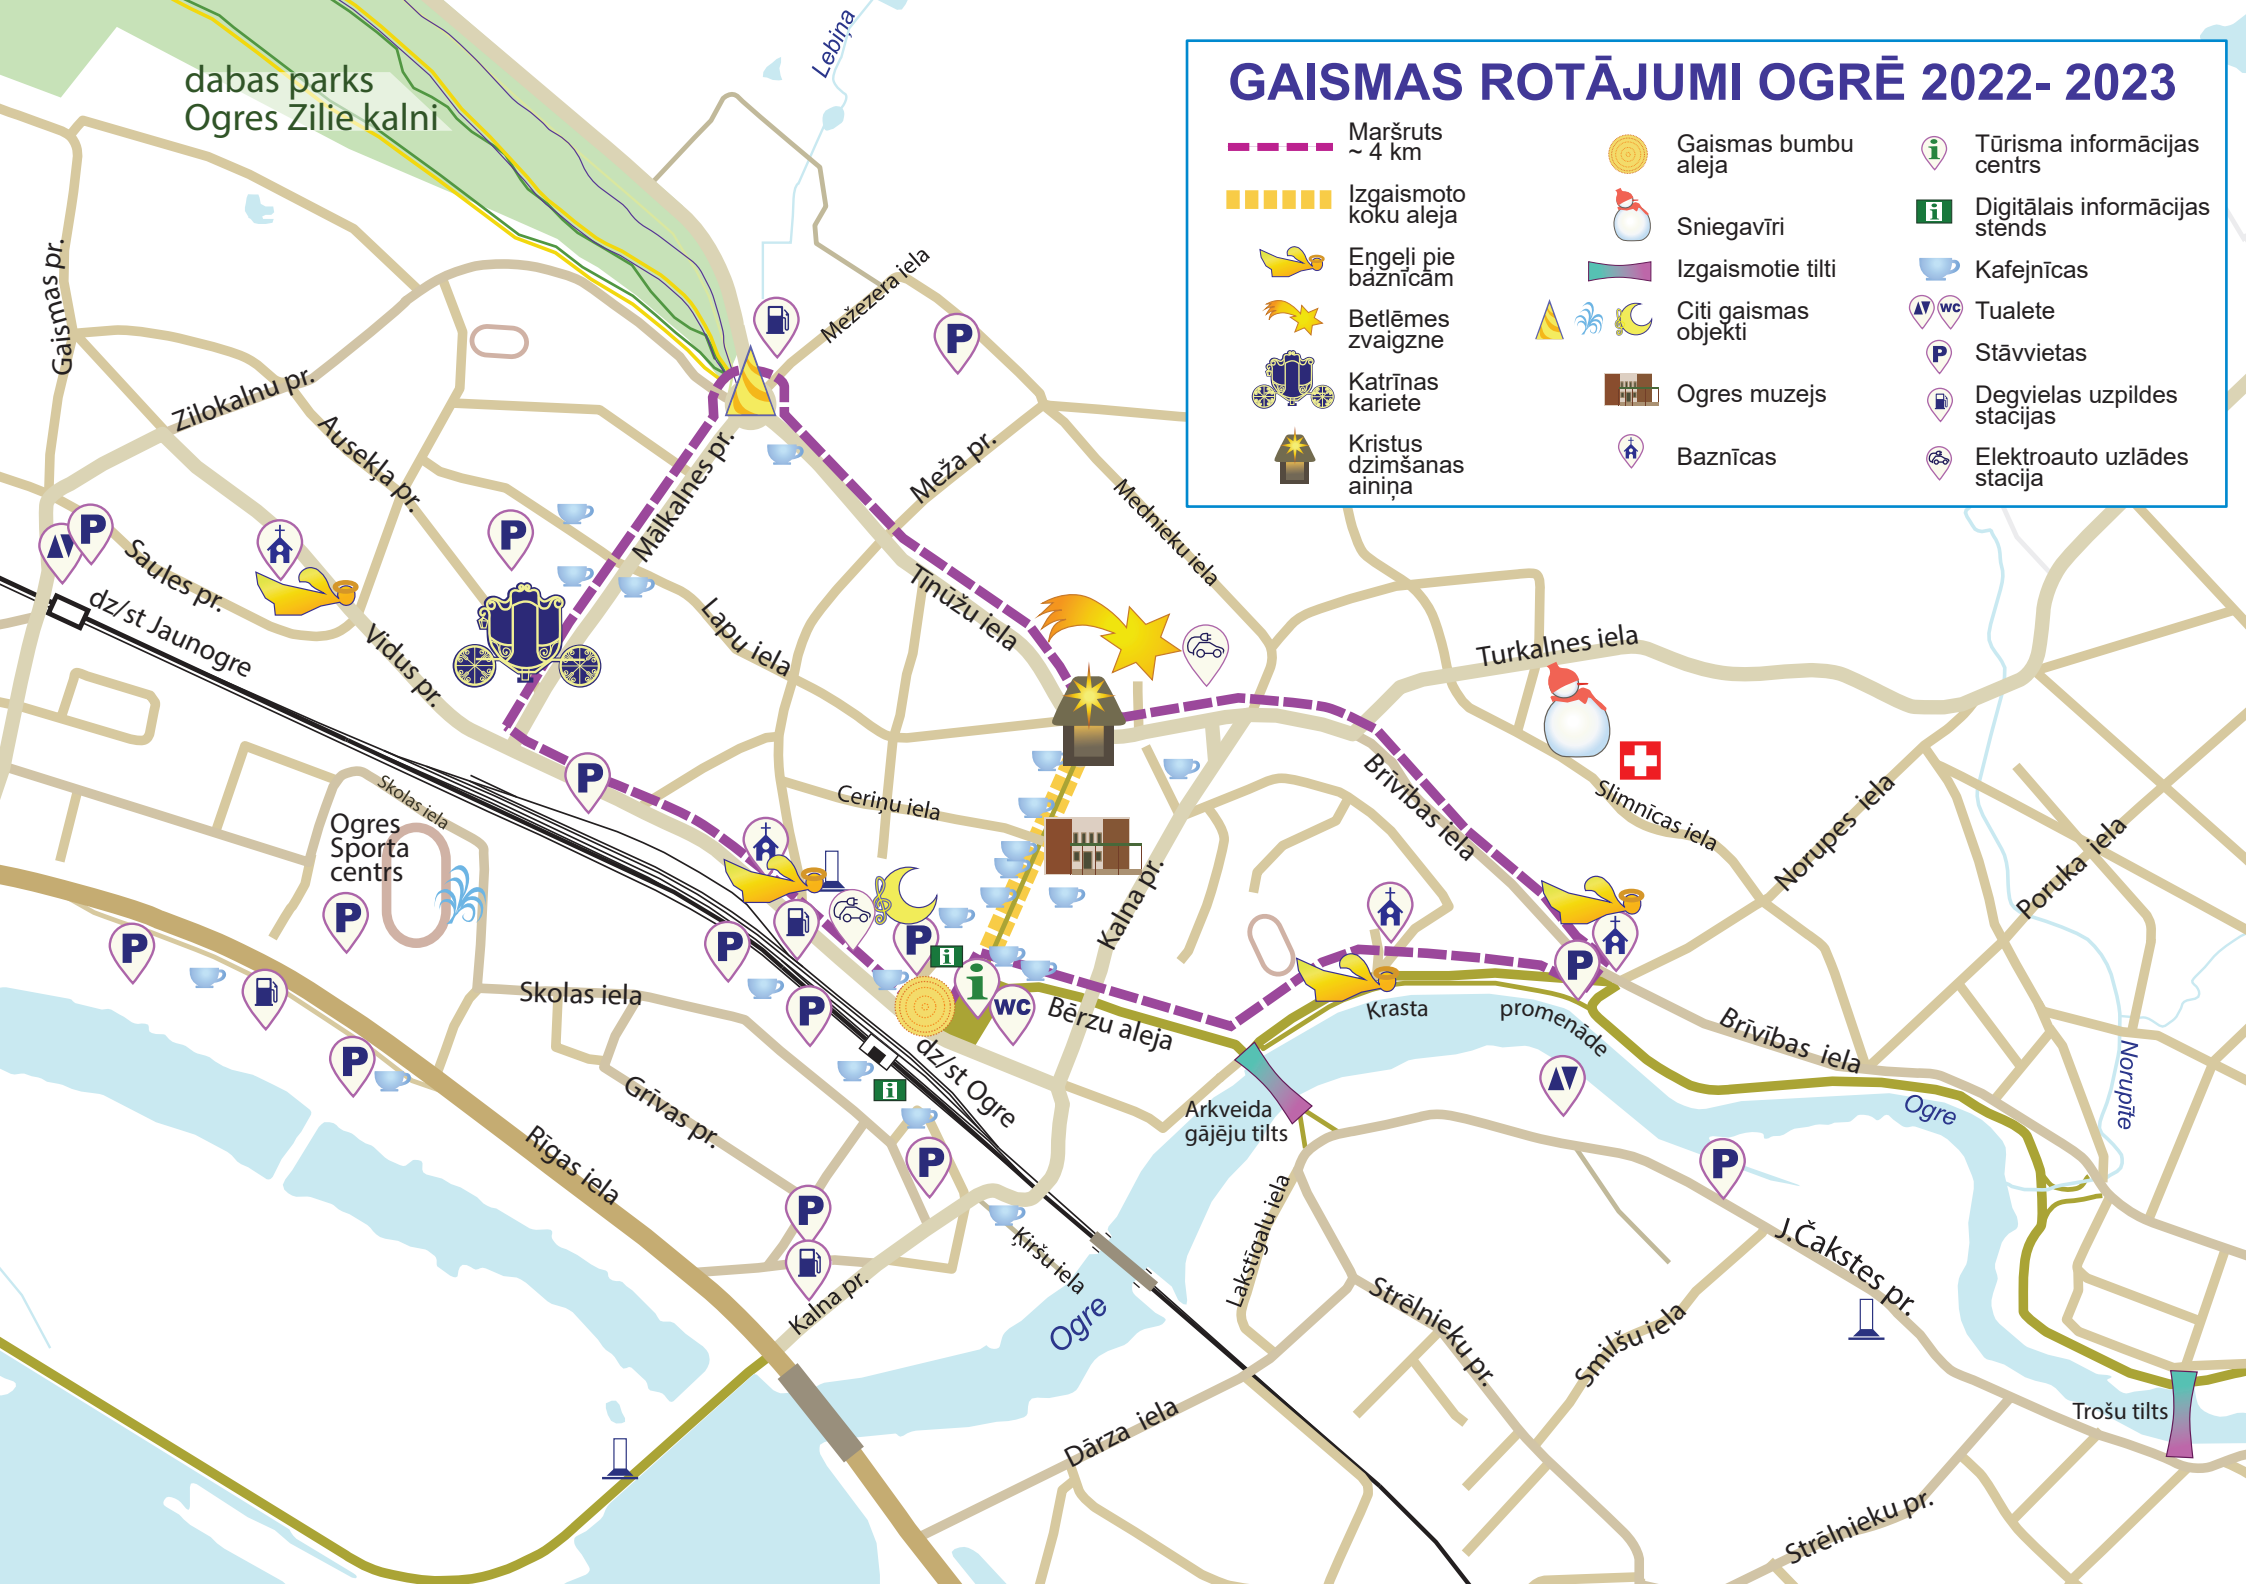 dabas parks
Ogres Zilie kalni
Lebiņa
GAISMAS ROTĀJUMI OGRĒ 2022- 2023
Maršruts
~ 4 km
Izgaismoto
koku aleja
Eņģeļi pie
baznīcām
Betlēmes
zvaigzne
Katrīnas
kariete
Kristus
dzimšanas
ainiņa
Gaismas bumbu
aleja
Sniegavīri
Izgaismotie tilti
Citi gaismas
objekti
Ogres muzejs
Baznīcas
i
Tūrisma informācijas
centrs
i
Digitālais informācijas
stends
Kafejnīcas
WC
Tualete
P
Stāvvietas
Degvielas uzpildes
stacijas
Elektroauto uzlādes
stacija
Gaismas pr.
Mežezera iela
P
Zilokalnu pr.
Ausekļa pr.
Mālkalnes pr.
Meža pr.
Mednieku iela
P
P
Saules pr.
dz/st Jaunogre
Vidus pr.
Lapu iela
Tīnūžu iela
Turkalnes iela
P
Skolas iela
Ceriņu iela
Brīvības iela
Slimnīcas iela
Norupes iela
Poruka iela
Ogres
Sporta
centrs
P
P
P
P
Kalna pr.
i
i
WC
P
P
Skolas iela
Bērzu aleja
Krasta
promenāde
Brīvības iela
P
dz/st Ogre
i
Grīvas pr.
Arkveida
gājēju tilts
Ogre
Norupīte
P
P
P
Rīgas iela
Ķiršu iela
Lakstīgalu iela
J.Čakstes pr.
Kalna pr.
Ogre
Strēlnieku pr.
Smilšu iela
Dārza iela
Trošu tilts
Strēlnieku pr.